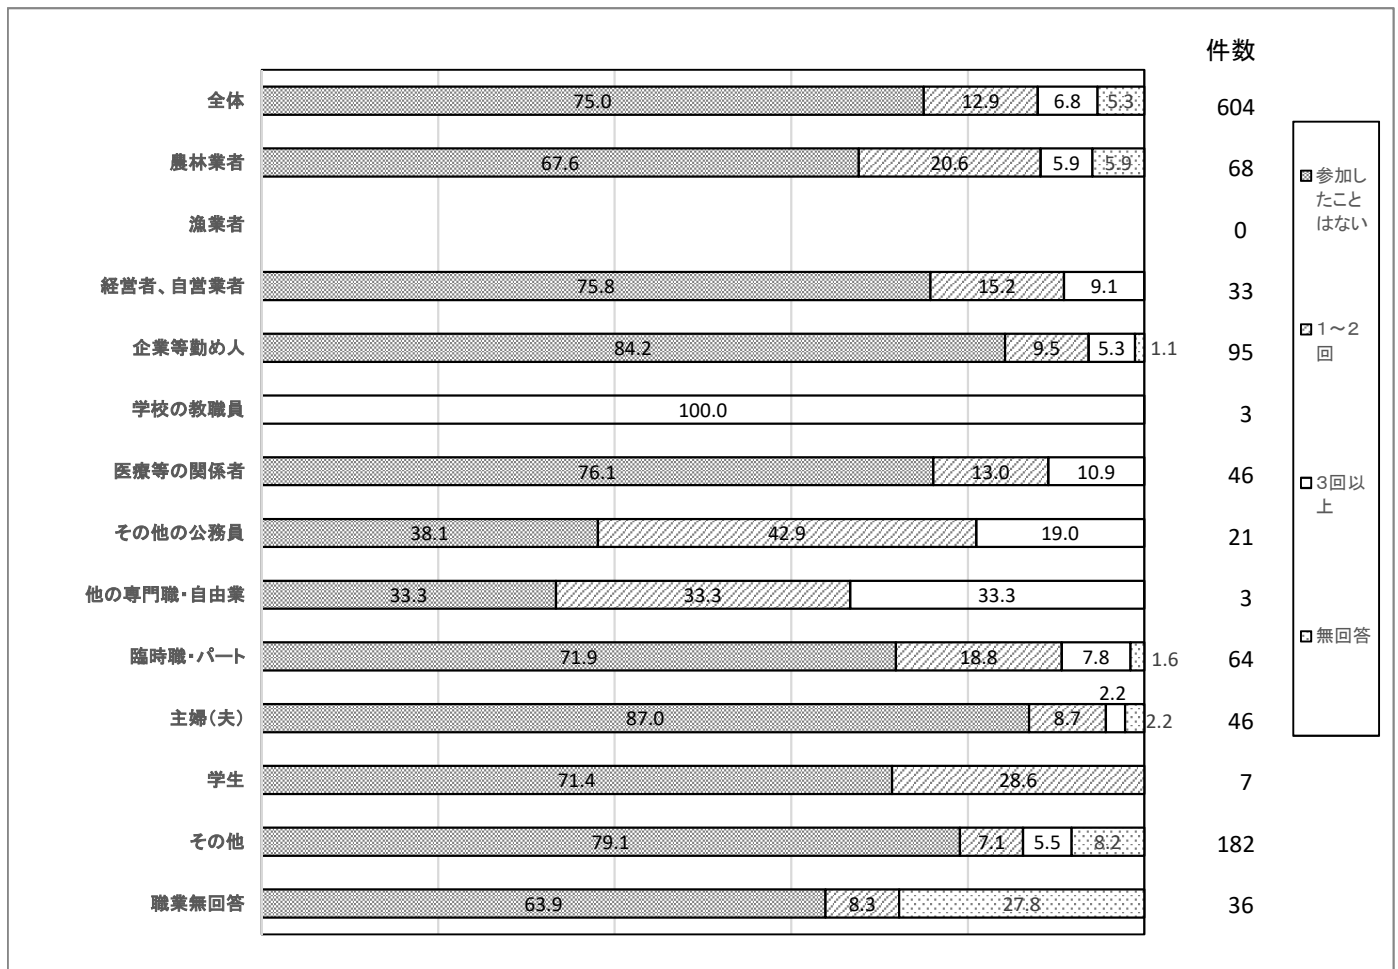 件数
全体 75.0 12.9 6.8 5.3 604
農林業者 67.6 20.6 5.9 5.9 68
漁業者 0
経営者、自営業者 75.8 15.2 9.1 33
企業等勤め人 84.2 9.5 5.3 1.1 95
学校の教職員 100.0 3
医療等の関係者 76.1 13.0 10.9 46
その他の公務員 38.1 42.9 19.0 21
他の専門職・自由業 33.3 33.3 33.3 3
臨時職・パート 71.9 18.8 7.8 1.6 64
主婦(夫) 87.0 8.7 2.2 2.2 46
学生 71.4 28.6 7
その他 79.1 7.1 5.5 8.2 182
職業無回答 63.9 8.3 27.8 36
参加し
たこと
はない
1～2
回
3回以
上
無回答